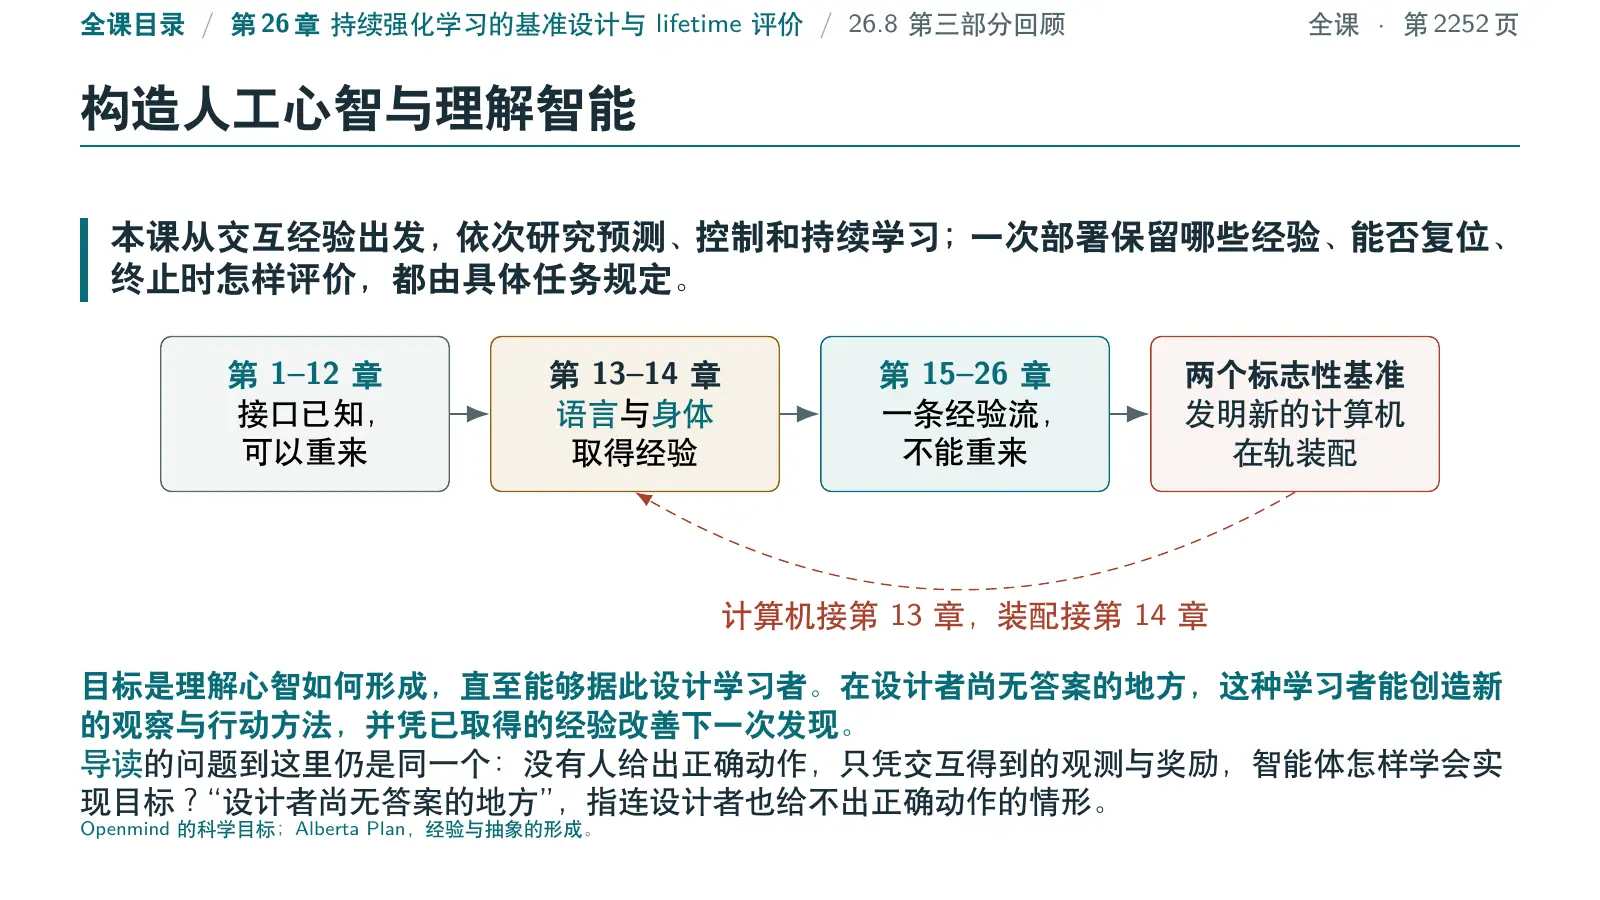 全课目录 / 第 26 章 持续强化学习的基准设计与 lifetime 评价 / 26.8 第三部分回顾
全课 · 第 2252 页
构造人工心智与理解智能
本课从交互经验出发，依次研究预测、控制和持续学习；一次部署保留哪些经验、能否复位、
终止时怎样评价，都由具体任务规定。
第 1–12 章
接口已知，
可以重来
第 13–14 章
语言与身体
取得经验
第 15–26 章
一条经验流，
不能重来
两个标志性基准
发明新的计算机
在轨装配
计算机接第 13 章，装配接第 14 章
目标是理解心智如何形成，直至能够据此设计学习者。在设计者尚无答案的地方，这种学习者能创造新
的观察与行动方法，并凭已取得的经验改善下一次发现。
导读的问题到这里仍是同一个：没有人给出正确动作，只凭交互得到的观测与奖励，智能体怎样学会实
现目标？“设计者尚无答案的地方”，指连设计者也给不出正确动作的情形。
Openmind 的科学目标；Alberta Plan，经验与抽象的形成。